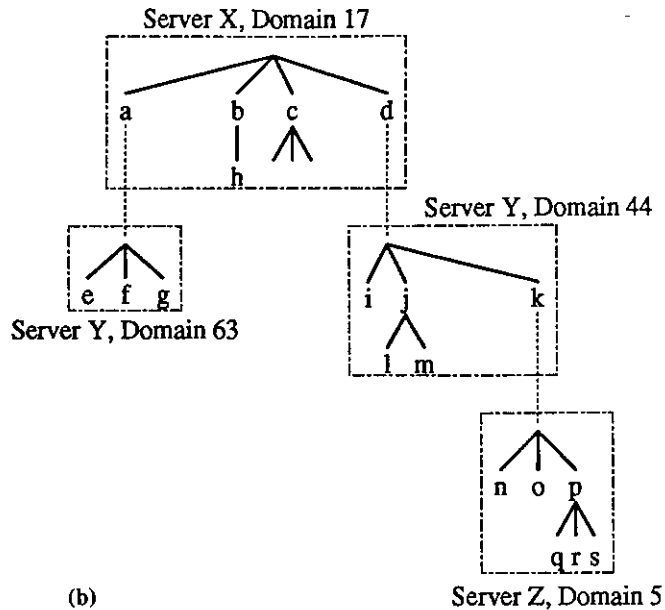 Server X, Domain 17
a b c d
h
Server Y, Domain 44
e f g
i j k
Server Y, Domain 63
l m
n o p
q r s
(b)
Server Z, Domain 5